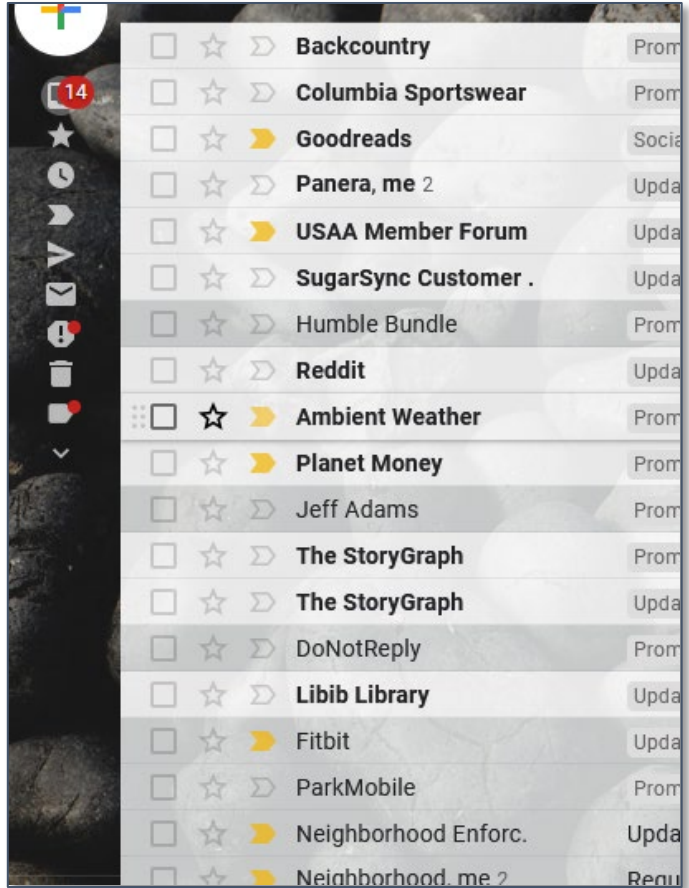 14
Backcountry Prom
Columbia Sportswear Prom
Goodreads Socia
Panera, me 2 Upda
USAA Member Forum Upda
SugarSync Customer . Upda
Humble Bundle Prom
Reddit Upda
Ambient Weather Prom
Planet Money Prom
Jeff Adams Prom
The StoryGraph Prom
The StoryGraph Upda
DoNotReply Prom
Libib Library Upda
Fitbit Upda
ParkMobile Prom
Neighborhood Enforc. Upda
Neighborhood, me 2 Requ